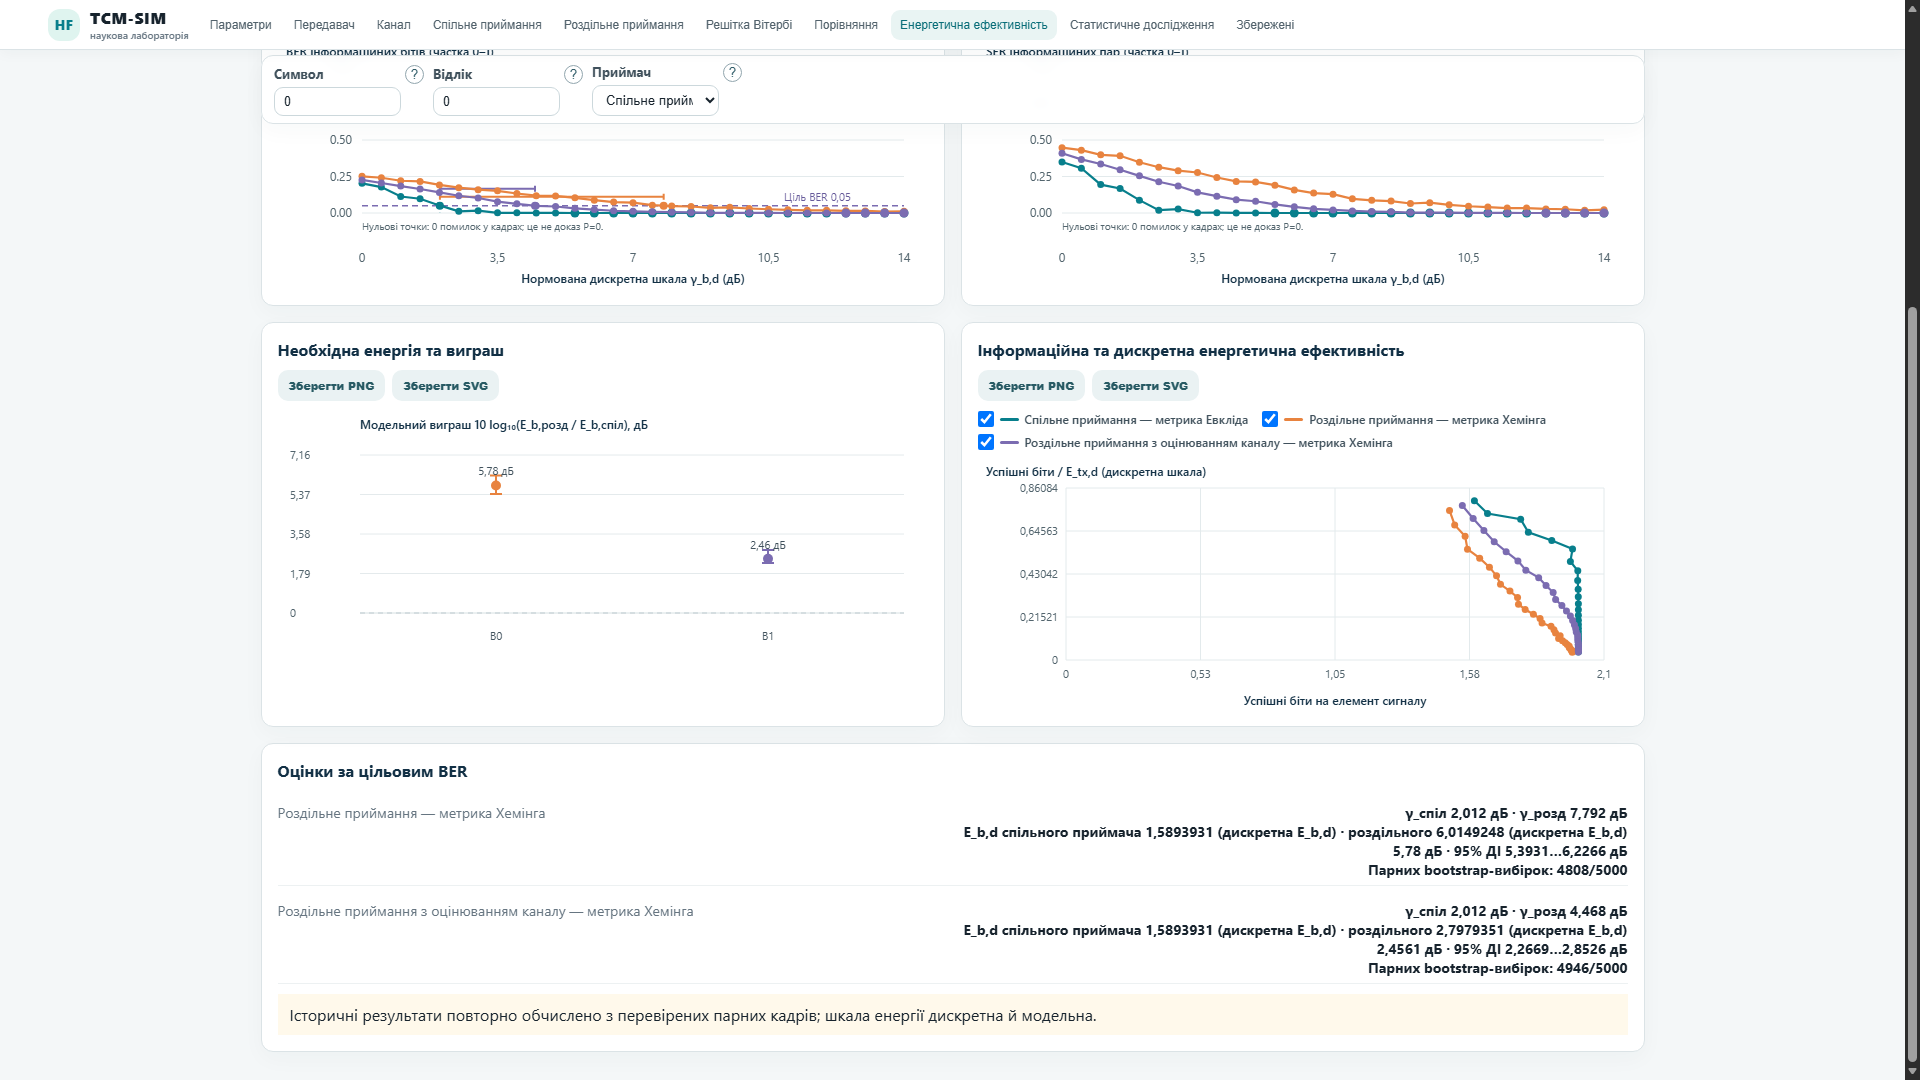 HF
TCM-SIM
наукова лабораторія
Параметри
Передавач
Канал
Спільне приймання
Роздільне приймання
Решітка Вітербі
Порівняння
Енергетична ефективність
Статистичне дослідження
Збережені
BER інформаційних бітів (частка 0–1)
SER інформаційних пар (частка 0–1)
Символ
?
Відлік
?
Приймач
?
0
0
Спільне прийм
0.50
0.25
0.00
Ціль BER 0,05
Нульові точки: 0 помилок у кадрах; це не доказ P=0.
0
3,5
7
10,5
14
Нормована дискретна шкала γ_b,d (дБ)
0.50
0.25
0.00
Нульові точки: 0 помилок у кадрах; це не доказ P=0.
0
3,5
7
10,5
14
Нормована дискретна шкала γ_b,d (дБ)
Необхідна енергія та виграш
Зберегти PNG
Зберегти SVG
Модельний виграш 10 log₁₀(E_b,розд / E_b,спіл), дБ
7,16
5,37
3,58
1,79
0
5,78 дБ
2,46 дБ
B0
B1
Інформаційна та дискретна енергетична ефективність
Зберегти PNG
Зберегти SVG
Спільне приймання — метрика Евкліда
Роздільне приймання — метрика Хемінга
Роздільне приймання з оцінюванням каналу — метрика Хемінга
Успішні біти / E_tx,d (дискретна шкала)
0,86084
0,64563
0,43042
0,21521
0
0
0,53
1,05
1,58
2,1
Успішні біти на елемент сигналу
Оцінки за цільовим BER
Роздільне приймання — метрика Хемінга
γ_спіл 2,012 дБ · γ_розд 7,792 дБ
E_b,d спільного приймача 1,5893931 (дискретна E_b,d) · роздільного 6,0149248 (дискретна E_b,d)
5,78 дБ · 95% ДІ 5,3931…6,2266 дБ
Парних bootstrap-вибірок: 4808/5000
Роздільне приймання з оцінюванням каналу — метрика Хемінга
γ_спіл 2,012 дБ · γ_розд 4,468 дБ
E_b,d спільного приймача 1,5893931 (дискретна E_b,d) · роздільного 2,7979351 (дискретна E_b,d)
2,4561 дБ · 95% ДІ 2,2669…2,8526 дБ
Парних bootstrap-вибірок: 4946/5000
Історичні результати повторно обчислено з перевірених парних кадрів; шкала енергії дискретна й модельна.